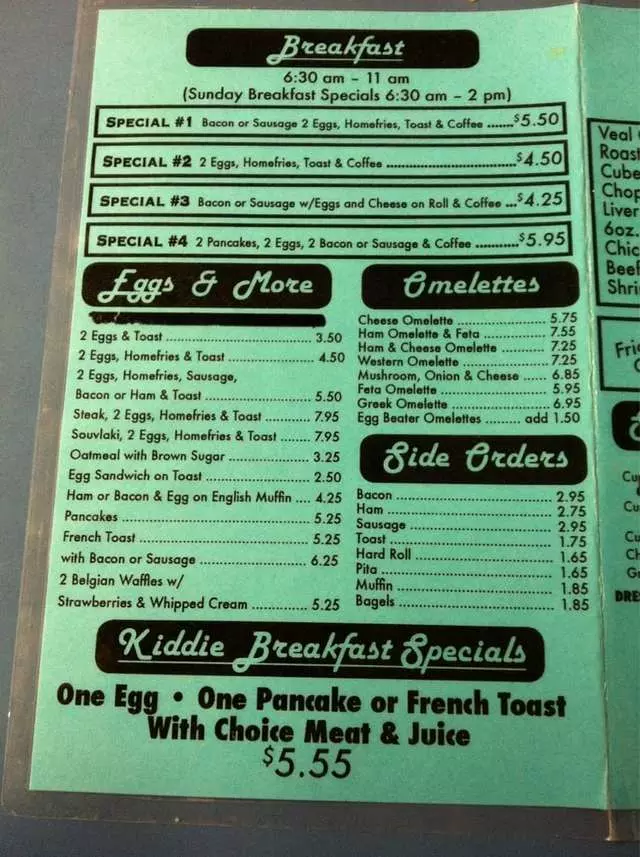 Breakfast
6:30 am - 11 am
(Sunday Breakfast Specials 6:30 am - 2 pm)
SPECIAL #1 Bacon or Sausage 2 Eggs, Homefries, Toast & Coffee .......$5.50
SPECIAL #2 2 Eggs, Homefries, Toast & Coffee ....................................$4.50
SPECIAL #3 Bacon or Sausage w/Eggs and Cheese on Roll & Coffee ...$4.25
SPECIAL #4 2 Pancakes, 2 Eggs, 2 Bacon or Sausage & Coffee ...........$5.95
Eggs & More
2 Eggs & Toast ................................ 3.50
2 Eggs, Homefries & Toast .................. 4.50
2 Eggs, Homefries, Sausage,
Bacon or Ham & Toast ...................... 5.50
Steak, 2 Eggs, Homefries & Toast ........ 7.95
Souvlaki, 2 Eggs, Homefries & Toast ....... 7.95
Oatmeal with Brown Sugar ................. 3.25
Egg Sandwich on Toast ...................... 2.50
Ham or Bacon & Egg on English Muffin .... 4.25
Pancakes ........................................ 5.25
French Toast .................................... 5.25
with Bacon or Sausage ....................... 6.25
2 Belgian Waffles w/
Strawberries & Whipped Cream ............ 5.25
Omelettes
Cheese Omelette ...................... 5.75
Ham Omelette & Feta ................ 7.55
Ham & Cheese Omelette .......... 7.25
Western Omelette .................... 7.25
Mushroom, Onion & Cheese ..... 6.85
Feta Omelette .......................... 5.95
Greek Omelette ........................ 6.95
Egg Beater Omelettes ........ add 1.50
Side Orders
Bacon ...................................... 2.95
Ham ........................................ 2.75
Sausage ................................... 2.95
Toast ....................................... 1.75
Hard Roll ................................. 1.65
Pita ......................................... 1.65
Muffin ..................................... 1.85
Bagels ..................................... 1.85
Kiddie Breakfast Specials
One Egg • One Pancake or French Toast
With Choice Meat & Juice
$5.55
Veal
Roast
Cube
Chop
Liver
6oz.
Chic
Beef
Shri
Frie
Cu
Cu
Cu
Ch
DRES